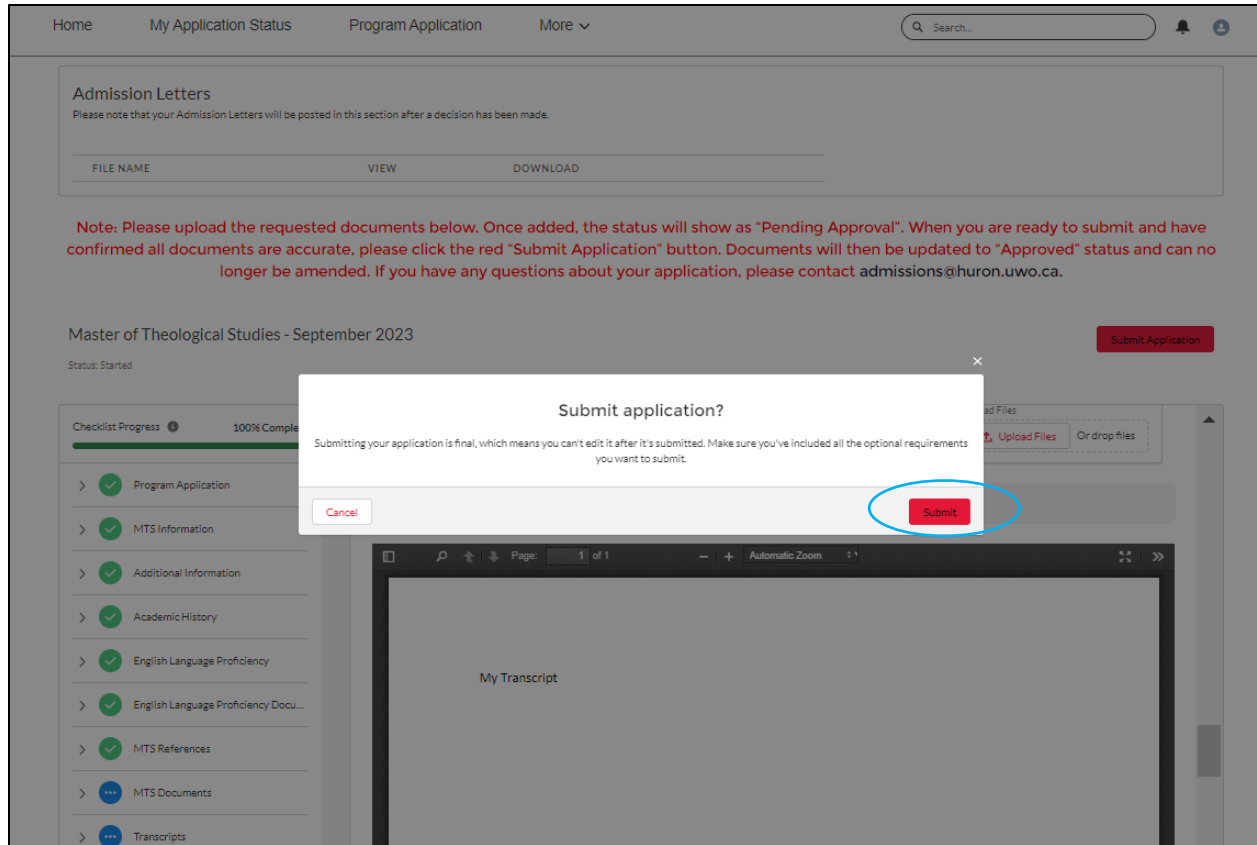 Home My Application Status Program Application More
Search...
Admission Letters
Please note that your Admission Letters will be posted in this section after a decision has been made.
FILE NAME VIEW DOWNLOAD
Note: Please upload the requested documents below. Once added, the status will show as "Pending Approval". When you are ready to submit and have
confirmed all documents are accurate, please click the red "Submit Application" button. Documents will then be updated to "Approved" status and can no
longer be amended. If you have any questions about your application, please contact admissions@huron.uwo.ca.
Master of Theological Studies - September 2023
Submit Application
Status: Started
Submit application?
Submitting your application is final, which means you can't edit it after it's submitted. Make sure you've included all the optional requirements
you want to submit.
Cancel
Submit
Checklist Progress 100% Comple
Program Application
MTS Information
Additional Information
Academic History
English Language Proficiency
English Language Proficiency Docu...
MTS References
MTS Documents
Transcripts
ad Files
Upload Files Or drop files
Page: 1 of 1 Automatic Zoom
My Transcript